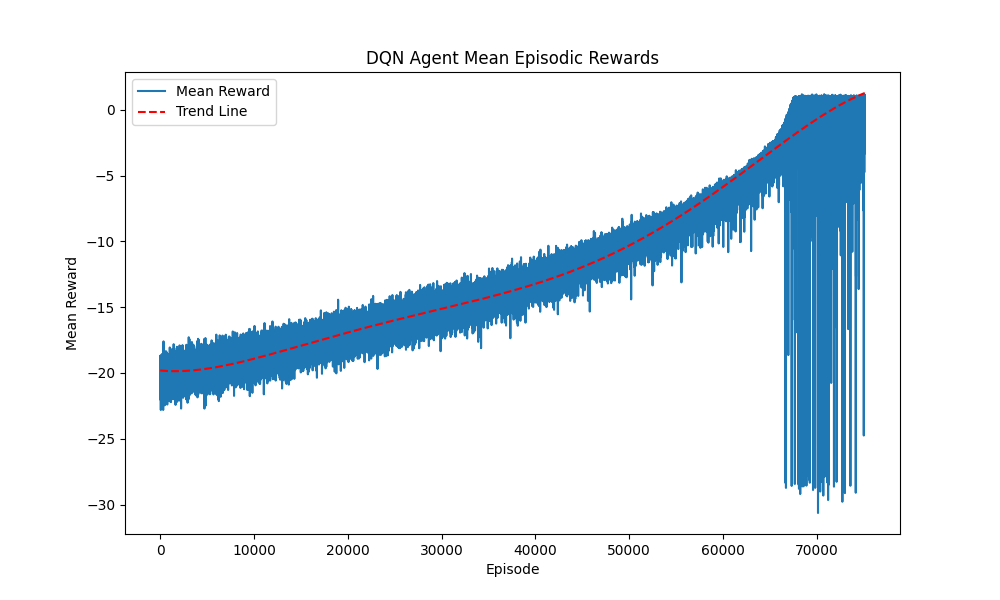 DQN Agent Mean Episodic Rewards
Mean Reward
Trend Line
0
−5
−10
−15
−20
−25
−30
Mean Reward
0 10000 20000 30000 40000 50000 60000 70000
Episode